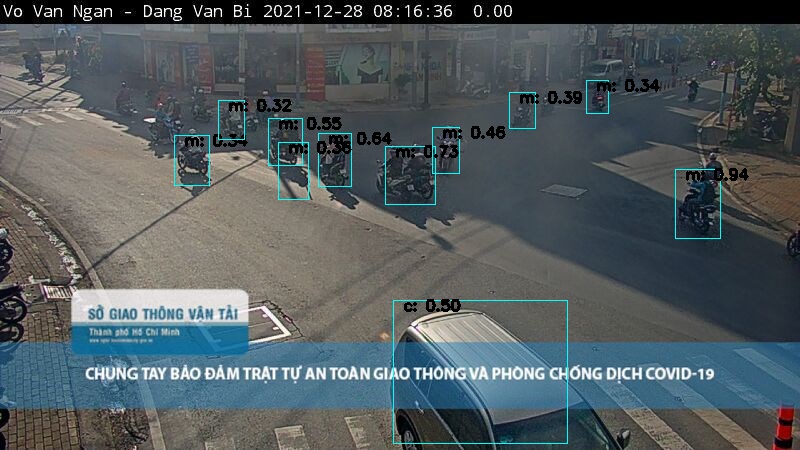 Vo Van Ngan - Dang Van Bi 2021-12-28 08:16:36 0.00
m: 0.34
m: 0.39
m: 0.32
m: 0.55
m: 0.46
m: 0.64
m: 0.34
m: 0.36
m: 0.73
m: 0.94
c: 0.50
SỞ GIAO THÔNG VẬN TẢI
Thành phố Hồ Chí Minh
CHUNG TAY BẢO ĐẢM TRẬT TỰ AN TOÀN GIAO THÔNG VÀ PHÒNG CHỐNG DỊCH COVID-19